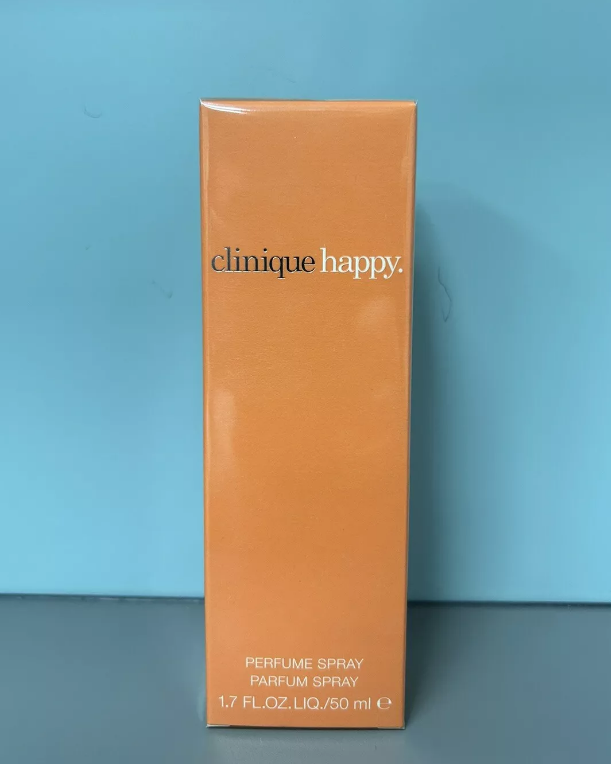 clinique happy.
PERFUME SPRAY
PARFUM SPRAY
1.7 FL.OZ.LIQ./50 ml ℮